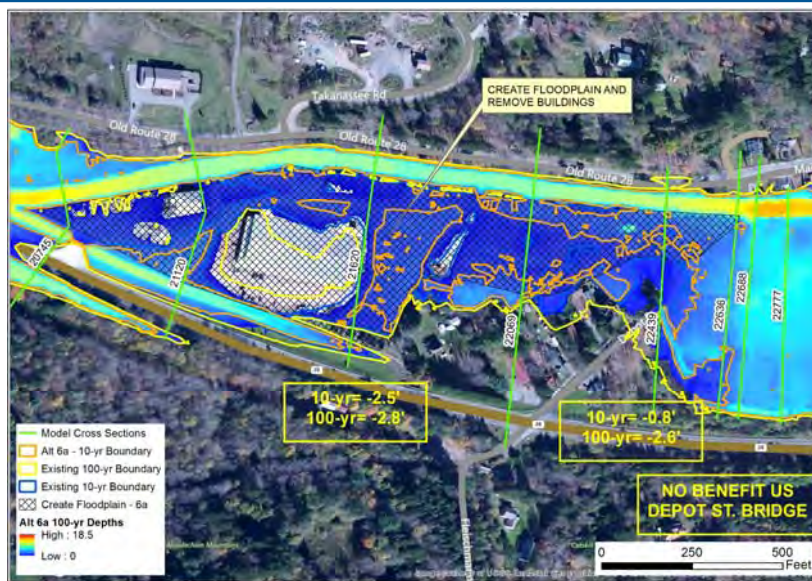 CREATE FLOODPLAIN AND
REMOVE BUILDINGS
Takanassee Rd
Old Route 28
Old Route 28
Old Route 28
20745
21120
21620
22069
22439
22636
22688
22777
28
28
28
10-yr= -2.5'
100-yr= -2.8'
10-yr= -0.8'
100-yr= -2.6'
NO BENEFIT US
DEPOT ST. BRIDGE
Model Cross Sections
Alt 6a - 10-yr Boundary
Existing 100-yr Boundary
Existing 10-yr Boundary
Create Floodplain - 6a
Alt 6a 100-yr Depths
High : 18.5
Low : 0
0 250 500
Feet